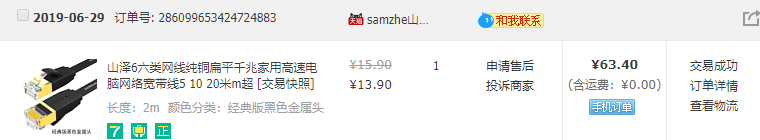 2019-06-29 订单号: 286099653424724883 天猫 samzhe山... 和我联系
山泽6六类网线纯铜扁平千兆家用高速电 ¥15.90 1 申请售后 ¥63.40 交易成功
脑网络宽带线5 10 20米m超 [交易快照] ¥13.90 投诉商家 (含运费: ¥0.00) 订单详情
长度: 2m 颜色分类: 经典版黑色金属头 手机订单 查看物流
经典版黑色金属头 7 正